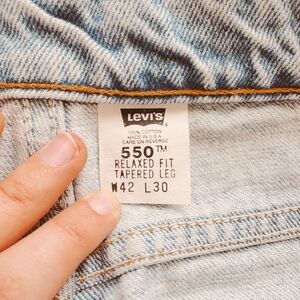 LEVI'S
®
100% COTTON
MADE IN U.S.A
CARE ON REVERSE
550™
RELAXED FIT
TAPERED LEG
W42 L30